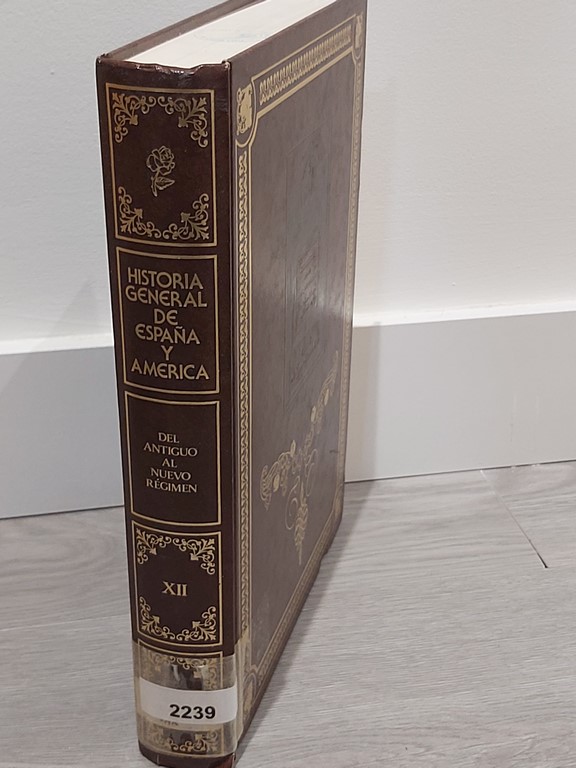 HISTORIA
GENERAL
DE
ESPAÑA
Y
AMERICA
DEL
ANTIGUO
AL
NUEVO
RÉGIMEN
XII
2239